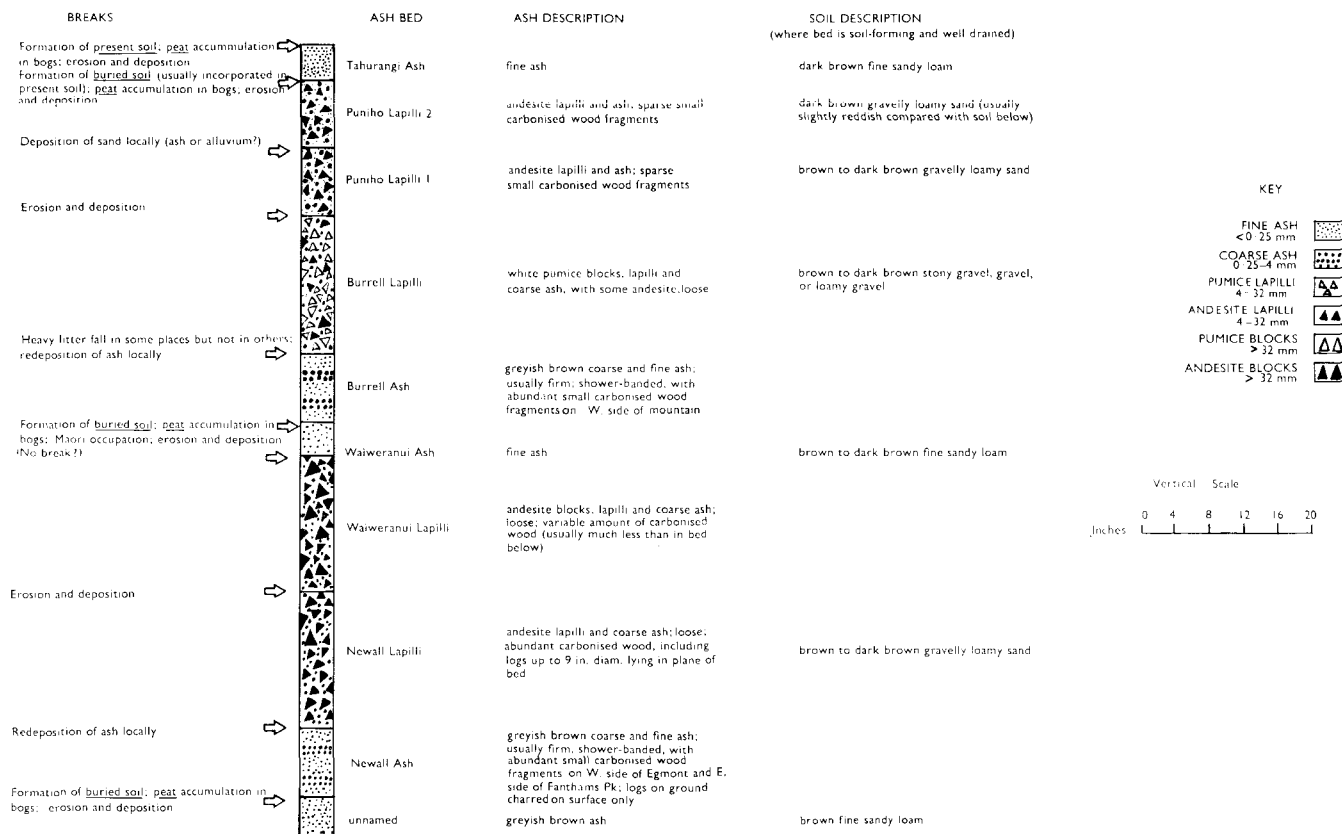 BREAKS
ASH BED
ASH DESCRIPTION
SOIL DESCRIPTION
(where bed is soil-forming and well drained)
Formation of present soil; peat accummulation
in bogs; erosion and deposition
Formation of buried soil (usually incorporated in
present soil); peat accumulation in bogs; erosion
and deposition
Tahurangi Ash
fine ash
dark brown fine sandy loam
Puniho Lapilli 2
andesite lapilli and ash, sparse small
carbonised wood fragments
dark brown gravelly loamy sand (usually
slightly reddish compared with soil below)
Deposition of sand locally (ash or alluvium?)
Puniho Lapilli 1
andesite lapilli and ash; sparse
small carbonised wood fragments
brown to dark brown gravelly loamy sand
Erosion and deposition
Burrell Lapilli
white pumice blocks, lapilli and
coarse ash, with some andesite, loose
brown to dark brown stony gravel, gravel,
or loamy gravel
Heavy litter fall in some places but not in others;
redeposition of ash locally
Burrell Ash
greyish brown coarse and fine ash;
usually firm; shower-banded, with
abundant small carbonised wood
fragments on W. side of mountain
Formation of buried soil; peat accumulation in
bogs; Maori occupation; erosion and deposition
(No break?)
Waiweranui Ash
fine ash
brown to dark brown fine sandy loam
Waiweranui Lapilli
andesite blocks, lapilli and coarse ash;
loose; variable amount of carbonised
wood (usually much less than in bed
below)
Erosion and deposition
Newall Lapilli
andesite lapilli and coarse ash; loose;
abundant carbonised wood, including
logs up to 9 in. diam. lying in plane of
bed
brown to dark brown gravelly loamy sand
Redeposition of ash locally
Newall Ash
greyish brown coarse and fine ash;
usually firm, shower-banded, with
abundant small carbonised wood
fragments on W. side of Egmont and E.
side of Fanthams Pk; logs on ground
charred on surface only
Formation of buried soil; peat accumulation in
bogs; erosion and deposition
unnamed
greyish brown ash
brown fine sandy loam
KEY
FINE ASH
<0·25 mm
COARSE ASH
0·25–4 mm
PUMICE LAPILLI
4–32 mm
ANDESITE LAPILLI
4–32 mm
PUMICE BLOCKS
> 32 mm
ANDESITE BLOCKS
> 32 mm
Vertical Scale
0 4 8 12 16 20
Inches